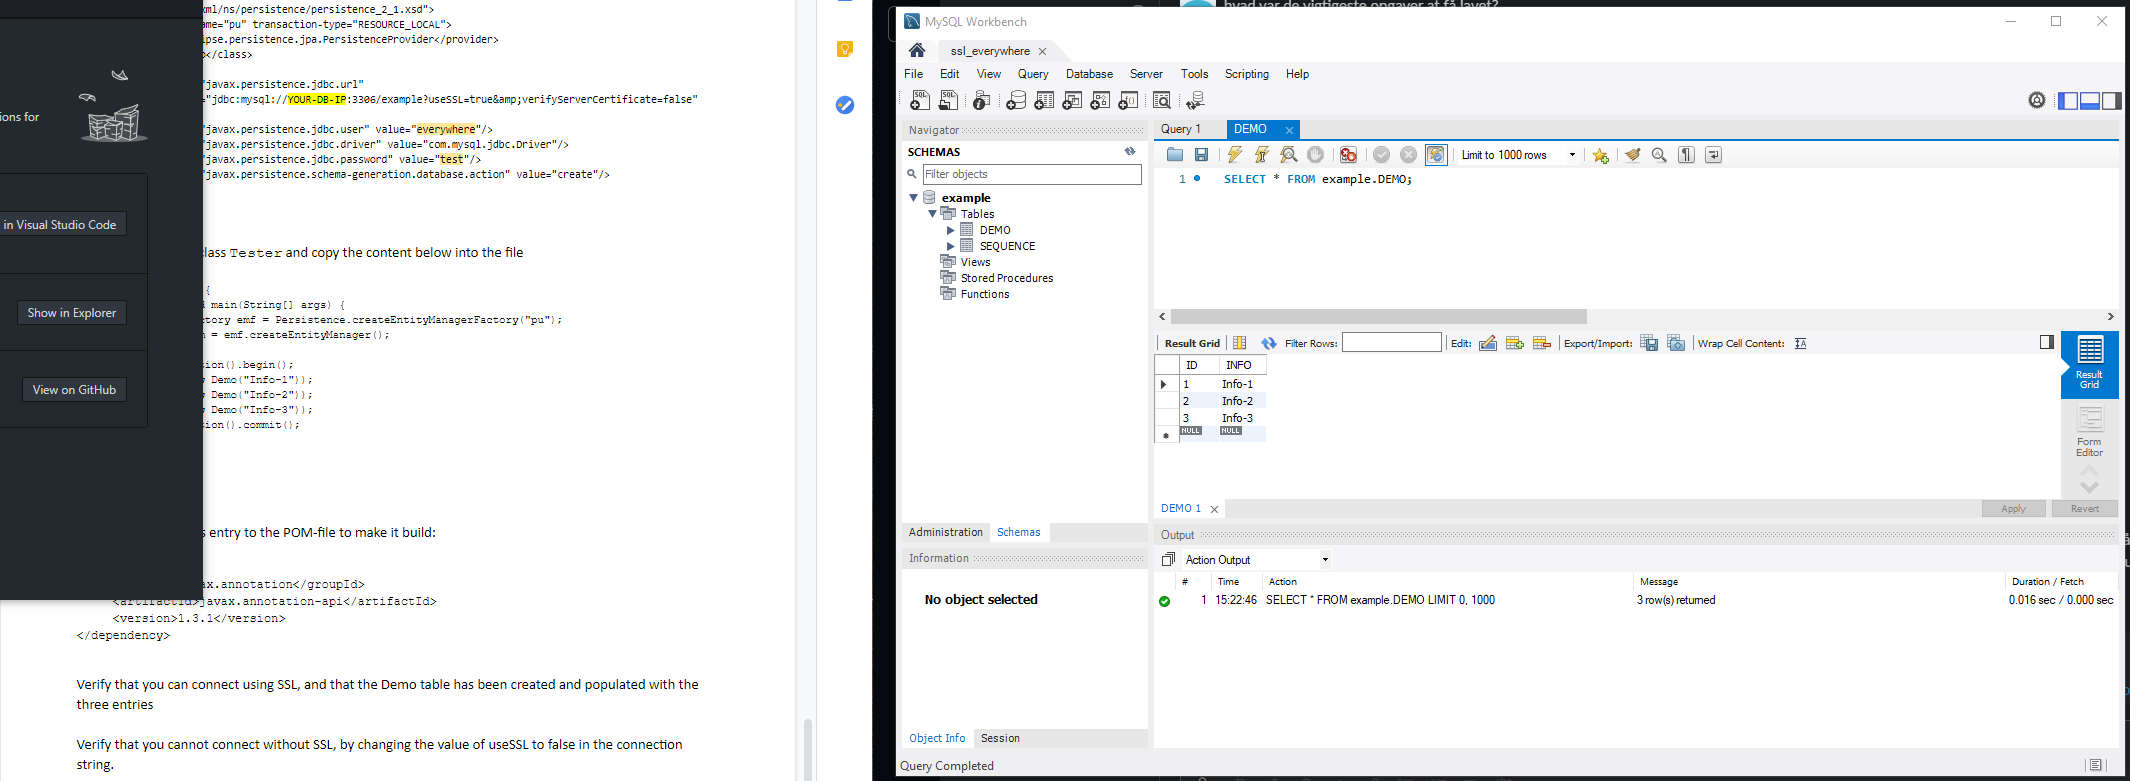 xml/ns/persistence/persistence_2_1.xsd">
ame="pu" transaction-type="RESOURCE_LOCAL">
ipse.persistence.jpa.PersistenceProvider</provider>
</class>
"javax.persistence.jdbc.url"
="jdbc:mysql://YOUR-DB-IP:3306/example?useSSL=true&amp;verifyServerCertificate=false"
"javax.persistence.jdbc.user" value="everywhere"/>
"javax.persistence.jdbc.driver" value="com.mysql.jdbc.Driver"/>
"javax.persistence.jdbc.password" value="test"/>
"javax.persistence.schema-generation.database.action" value="create"/>
ions for
in Visual Studio Code
Show in Explorer
View on GitHub
lass Tester and copy the content below into the file
{
main(String[] args) {
tory emf = Persistence.createEntityManagerFactory("pu");
= emf.createEntityManager();
tion().begin();
Demo("Info-1"));
Demo("Info-2"));
Demo("Info-3"));
tion().commit();
s entry to the POM-file to make it build:
ax.annotation</groupId>
<artifactId>javax.annotation-api</artifactId>
<version>1.3.1</version>
</dependency>
Verify that you can connect using SSL, and that the Demo table has been created and populated with the
three entries
Verify that you cannot connect without SSL, by changing the value of useSSL to false in the connection
string.
hvad var de vigtigeste opgaver at få lavet?
MySQL Workbench
ssl_everywhere
File Edit View Query Database Server Tools Scripting Help
Navigator
SCHEMAS
Filter objects
example
Tables
DEMO
SEQUENCE
Views
Stored Procedures
Functions
Administration Schemas
Information
No object selected
Object Info Session
Query Completed
Query 1 DEMO
Limit to 1000 rows
1 SELECT * FROM example.DEMO;
Result Grid Filter Rows: Edit: Export/Import: Wrap Cell Content:
ID INFO
1 Info-1
2 Info-2
3 Info-3
NULL NULL
Result
Grid
Form
Editor
DEMO 1
Apply Revert
Output
Action Output
# Time Action Message Duration / Fetch
1 15:22:46 SELECT * FROM example.DEMO LIMIT 0, 1000 3 row(s) returned 0.016 sec / 0.000 sec